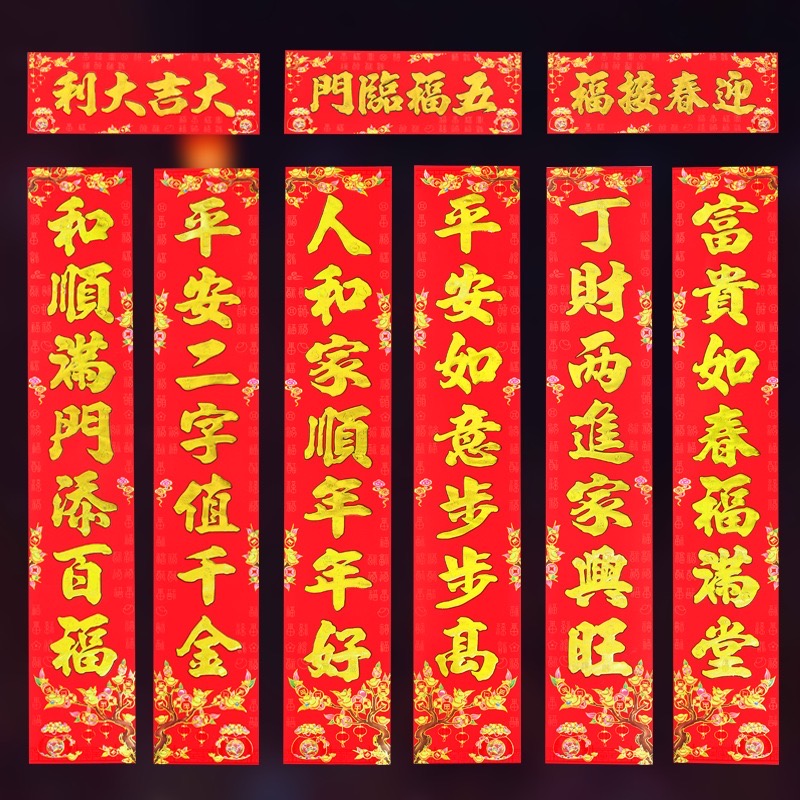 迎春接福
五福臨門
大吉大利
富貴如春福滿堂
丁財两進家興旺
平安如意步步髙
人和家順年年好
平安二字值千金
和順滿門添百福